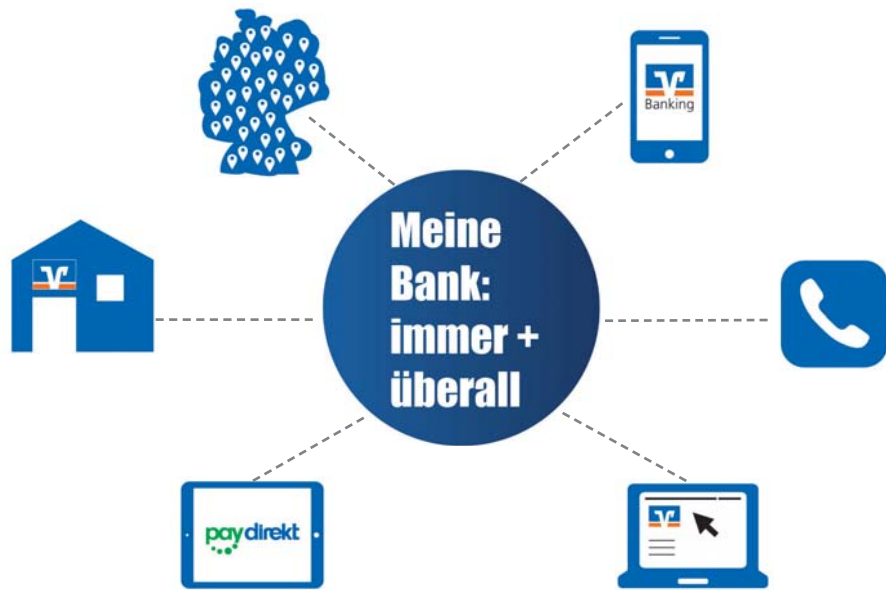 Banking
Meine
Bank:
immer +
überall
paydirekt